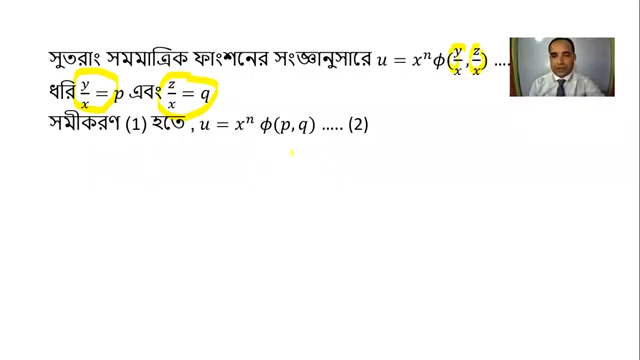 সুতরাং সমমাত্রিক ফাংশনের সংজ্ঞানুসারে u = xⁿ ϕ(y/x, z/x) ....
ধরি y/x = p এবং z/x = q
সমীকরণ (1) হতে , u = xⁿ ϕ(p, q) ..... (2)